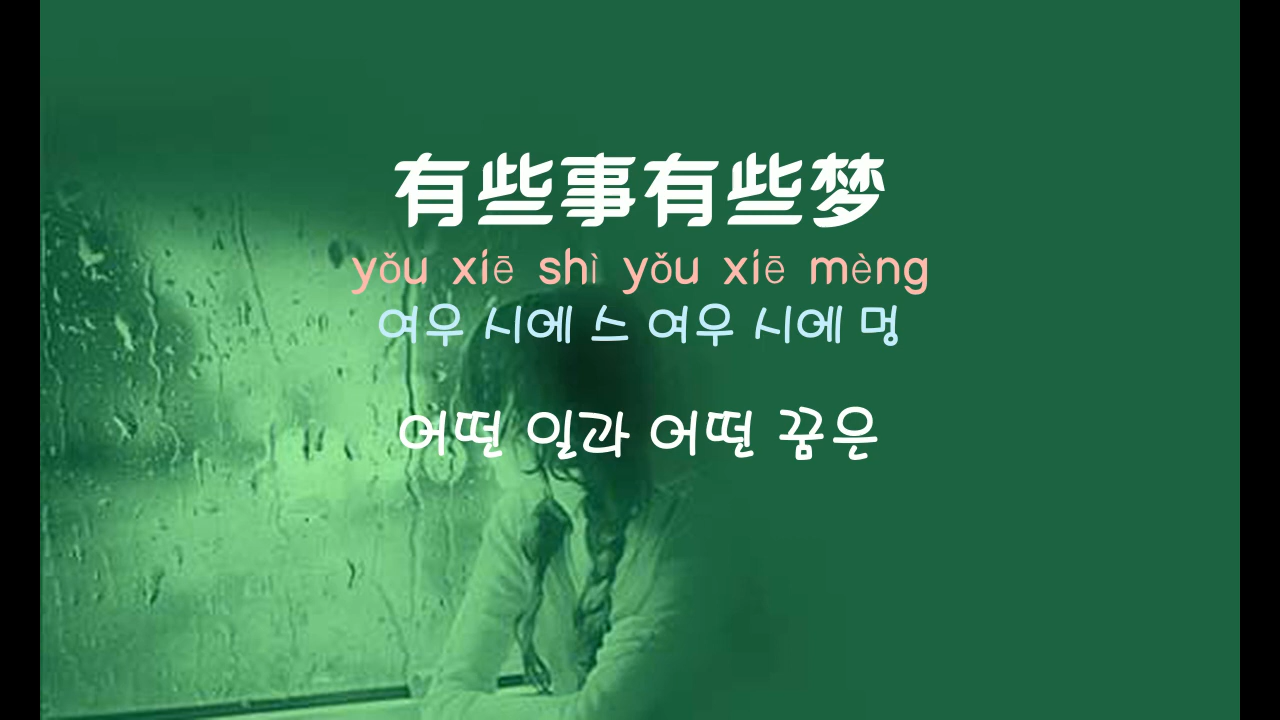 有些事有些梦
yǒu xiē shì yǒu xiē mèng
여우 시에 스 여우 시에 멍
어떤 일과 어떤 꿈은